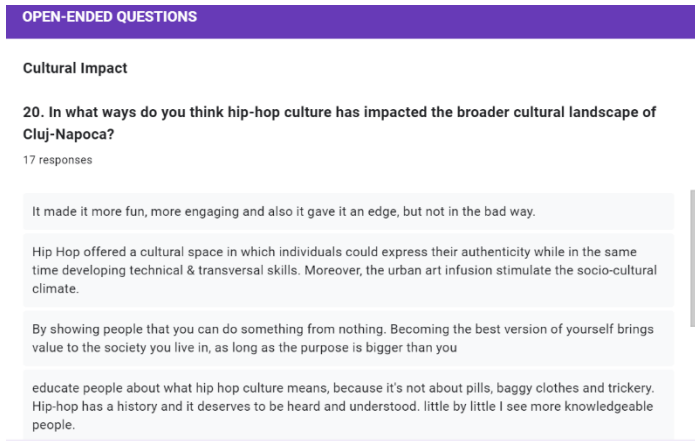 OPEN-ENDED QUESTIONS
Cultural Impact
20. In what ways do you think hip-hop culture has impacted the broader cultural landscape of
Cluj-Napoca?
17 responses
It made it more fun, more engaging and also it gave it an edge, but not in the bad way.
Hip Hop offered a cultural space in which individuals could express their authenticity while in the same
time developing technical & transversal skills. Moreover, the urban art infusion stimulate the socio-cultural
climate.
By showing people that you can do something from nothing. Becoming the best version of yourself brings
value to the society you live in, as long as the purpose is bigger than you
educate people about what hip hop culture means, because it's not about pills, baggy clothes and trickery.
Hip-hop has a history and it deserves to be heard and understood. little by little I see more knowledgeable
people.